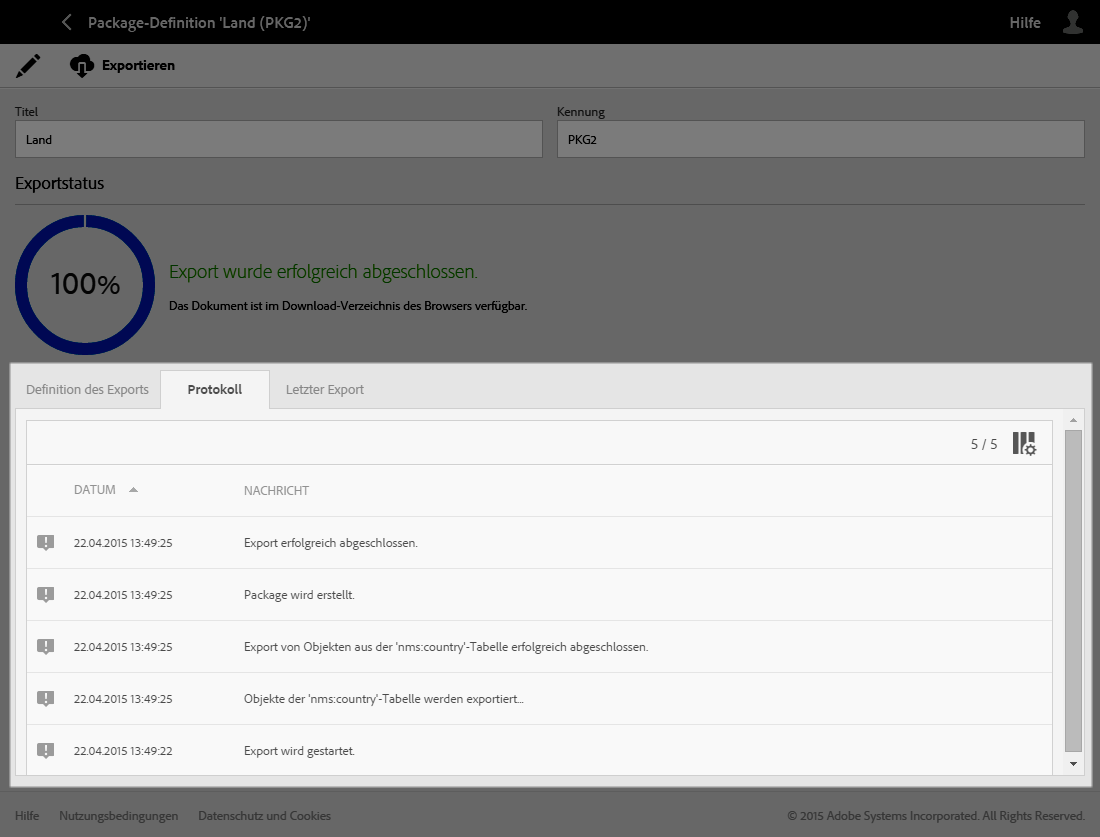 Package-Definition 'Land (PKG2)'
Hilfe
Exportieren
Titel
Kennung
Land
PKG2
Exportstatus
100%
Export wurde erfolgreich abgeschlossen.
Das Dokument ist im Download-Verzeichnis des Browsers verfügbar.
Definition des Exports
Protokoll
Letzter Export
5 / 5
DATUM
NACHRICHT
22.04.2015 13:49:25 Export erfolgreich abgeschlossen.
22.04.2015 13:49:25 Package wird erstellt.
22.04.2015 13:49:25 Export von Objekten aus der 'nms:country'-Tabelle erfolgreich abgeschlossen.
22.04.2015 13:49:25 Objekte der 'nms:country'-Tabelle werden exportiert...
22.04.2015 13:49:22 Export wird gestartet.
Hilfe Nutzungsbedingungen Datenschutz und Cookies
© 2015 Adobe Systems Incorporated. All Rights Reserved.